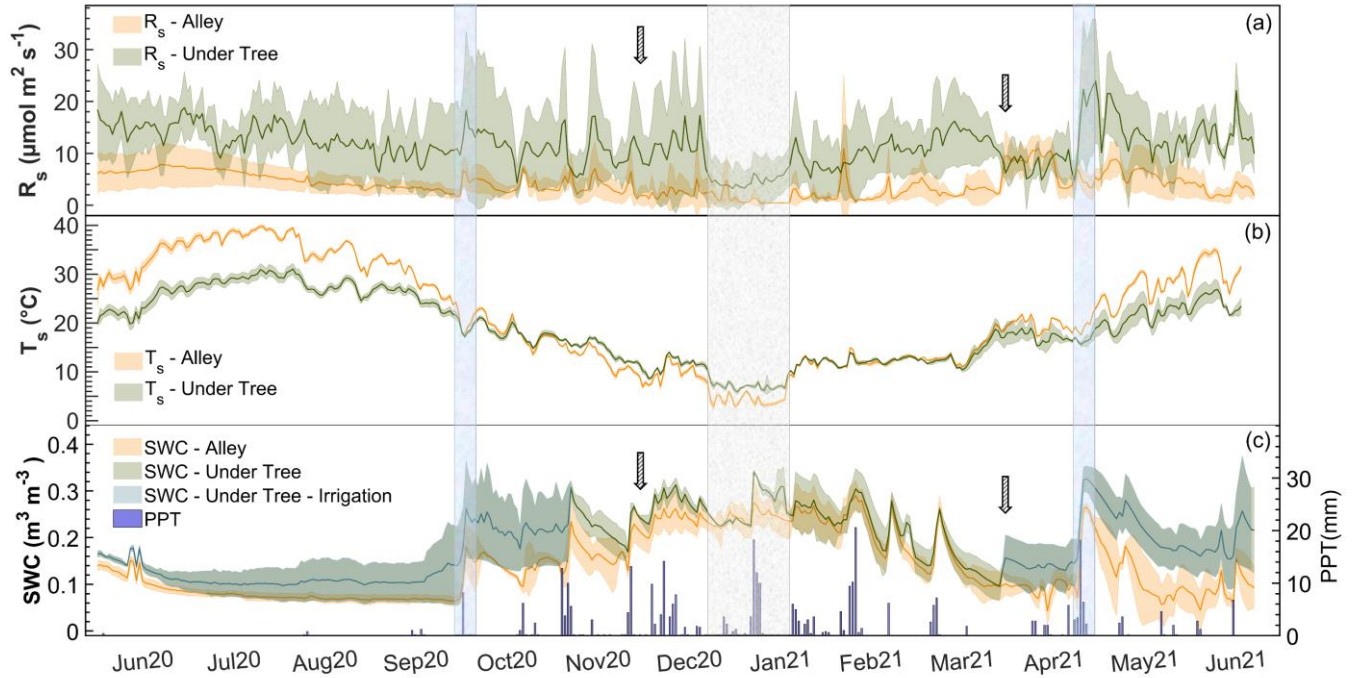 (a)
R_s - Alley
R_s - Under Tree
R_s (µmol m² s⁻¹)
30
20
10
0
(b)
T_s - Alley
T_s - Under Tree
T_s (°C)
40
30
20
10
0
(c)
SWC - Alley
SWC - Under Tree
SWC - Under Tree - Irrigation
PPT
SWC (m³ m⁻³)
0.4
0.3
0.2
0.1
0
PPT(mm)
30
20
10
0
Jun20 Jul20 Aug20 Sep20 Oct20 Nov20 Dec20 Jan21 Feb21 Mar21 Apr21 May21 Jun21